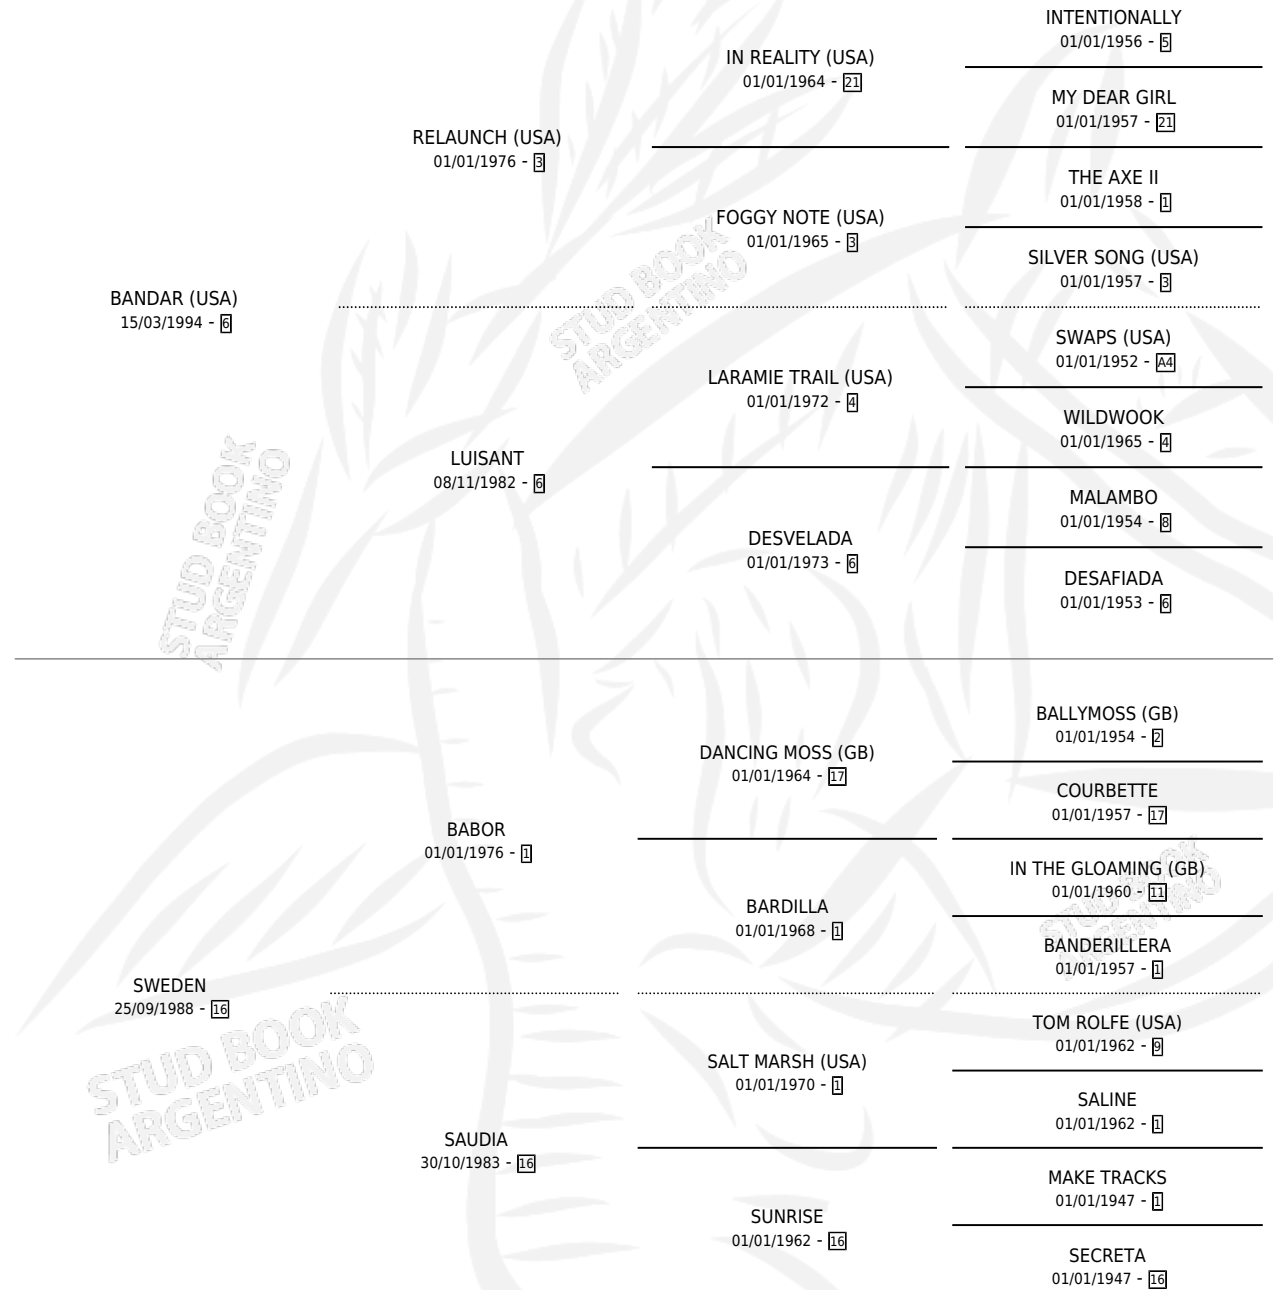 INTENTIONALLY
01/01/1956 - 5
IN REALITY (USA)
01/01/1964 - 21
MY DEAR GIRL
01/01/1957 - 21
RELAUNCH (USA)
01/01/1976 - 3
THE AXE II
01/01/1958 - 1
FOGGY NOTE (USA)
01/01/1965 - 3
SILVER SONG (USA)
01/01/1957 - 3
BANDAR (USA)
15/03/1994 - 6
SWAPS (USA)
01/01/1952 - A4
LARAMIE TRAIL (USA)
01/01/1972 - 4
WILDWOOK
01/01/1965 - 4
LUISANT
08/11/1982 - 6
MALAMBO
01/01/1954 - 8
DESVELADA
01/01/1973 - 6
DESAFIADA
01/01/1953 - 6
BALLYMOSS (GB)
01/01/1954 - 2
DANCING MOSS (GB)
01/01/1964 - 17
COURBETTE
01/01/1957 - 17
BABOR
01/01/1976 - 1
IN THE GLOAMING (GB)
01/01/1960 - 11
BARDILLA
01/01/1968 - 1
BANDERILLERA
01/01/1957 - 1
SWEDEN
25/09/1988 - 16
TOM ROLFE (USA)
01/01/1962 - 9
SALT MARSH (USA)
01/01/1970 - 1
SALINE
01/01/1962 - 1
SAUDIA
30/10/1983 - 16
MAKE TRACKS
01/01/1947 - 1
SUNRISE
01/01/1962 - 16
SECRETA
01/01/1947 - 16
STUD BOOK
ARGENTINO
STUD BOOK
ARGENTINO
STUD BOOK
ARGENTINO
STUD BOOK
ARGENTINO